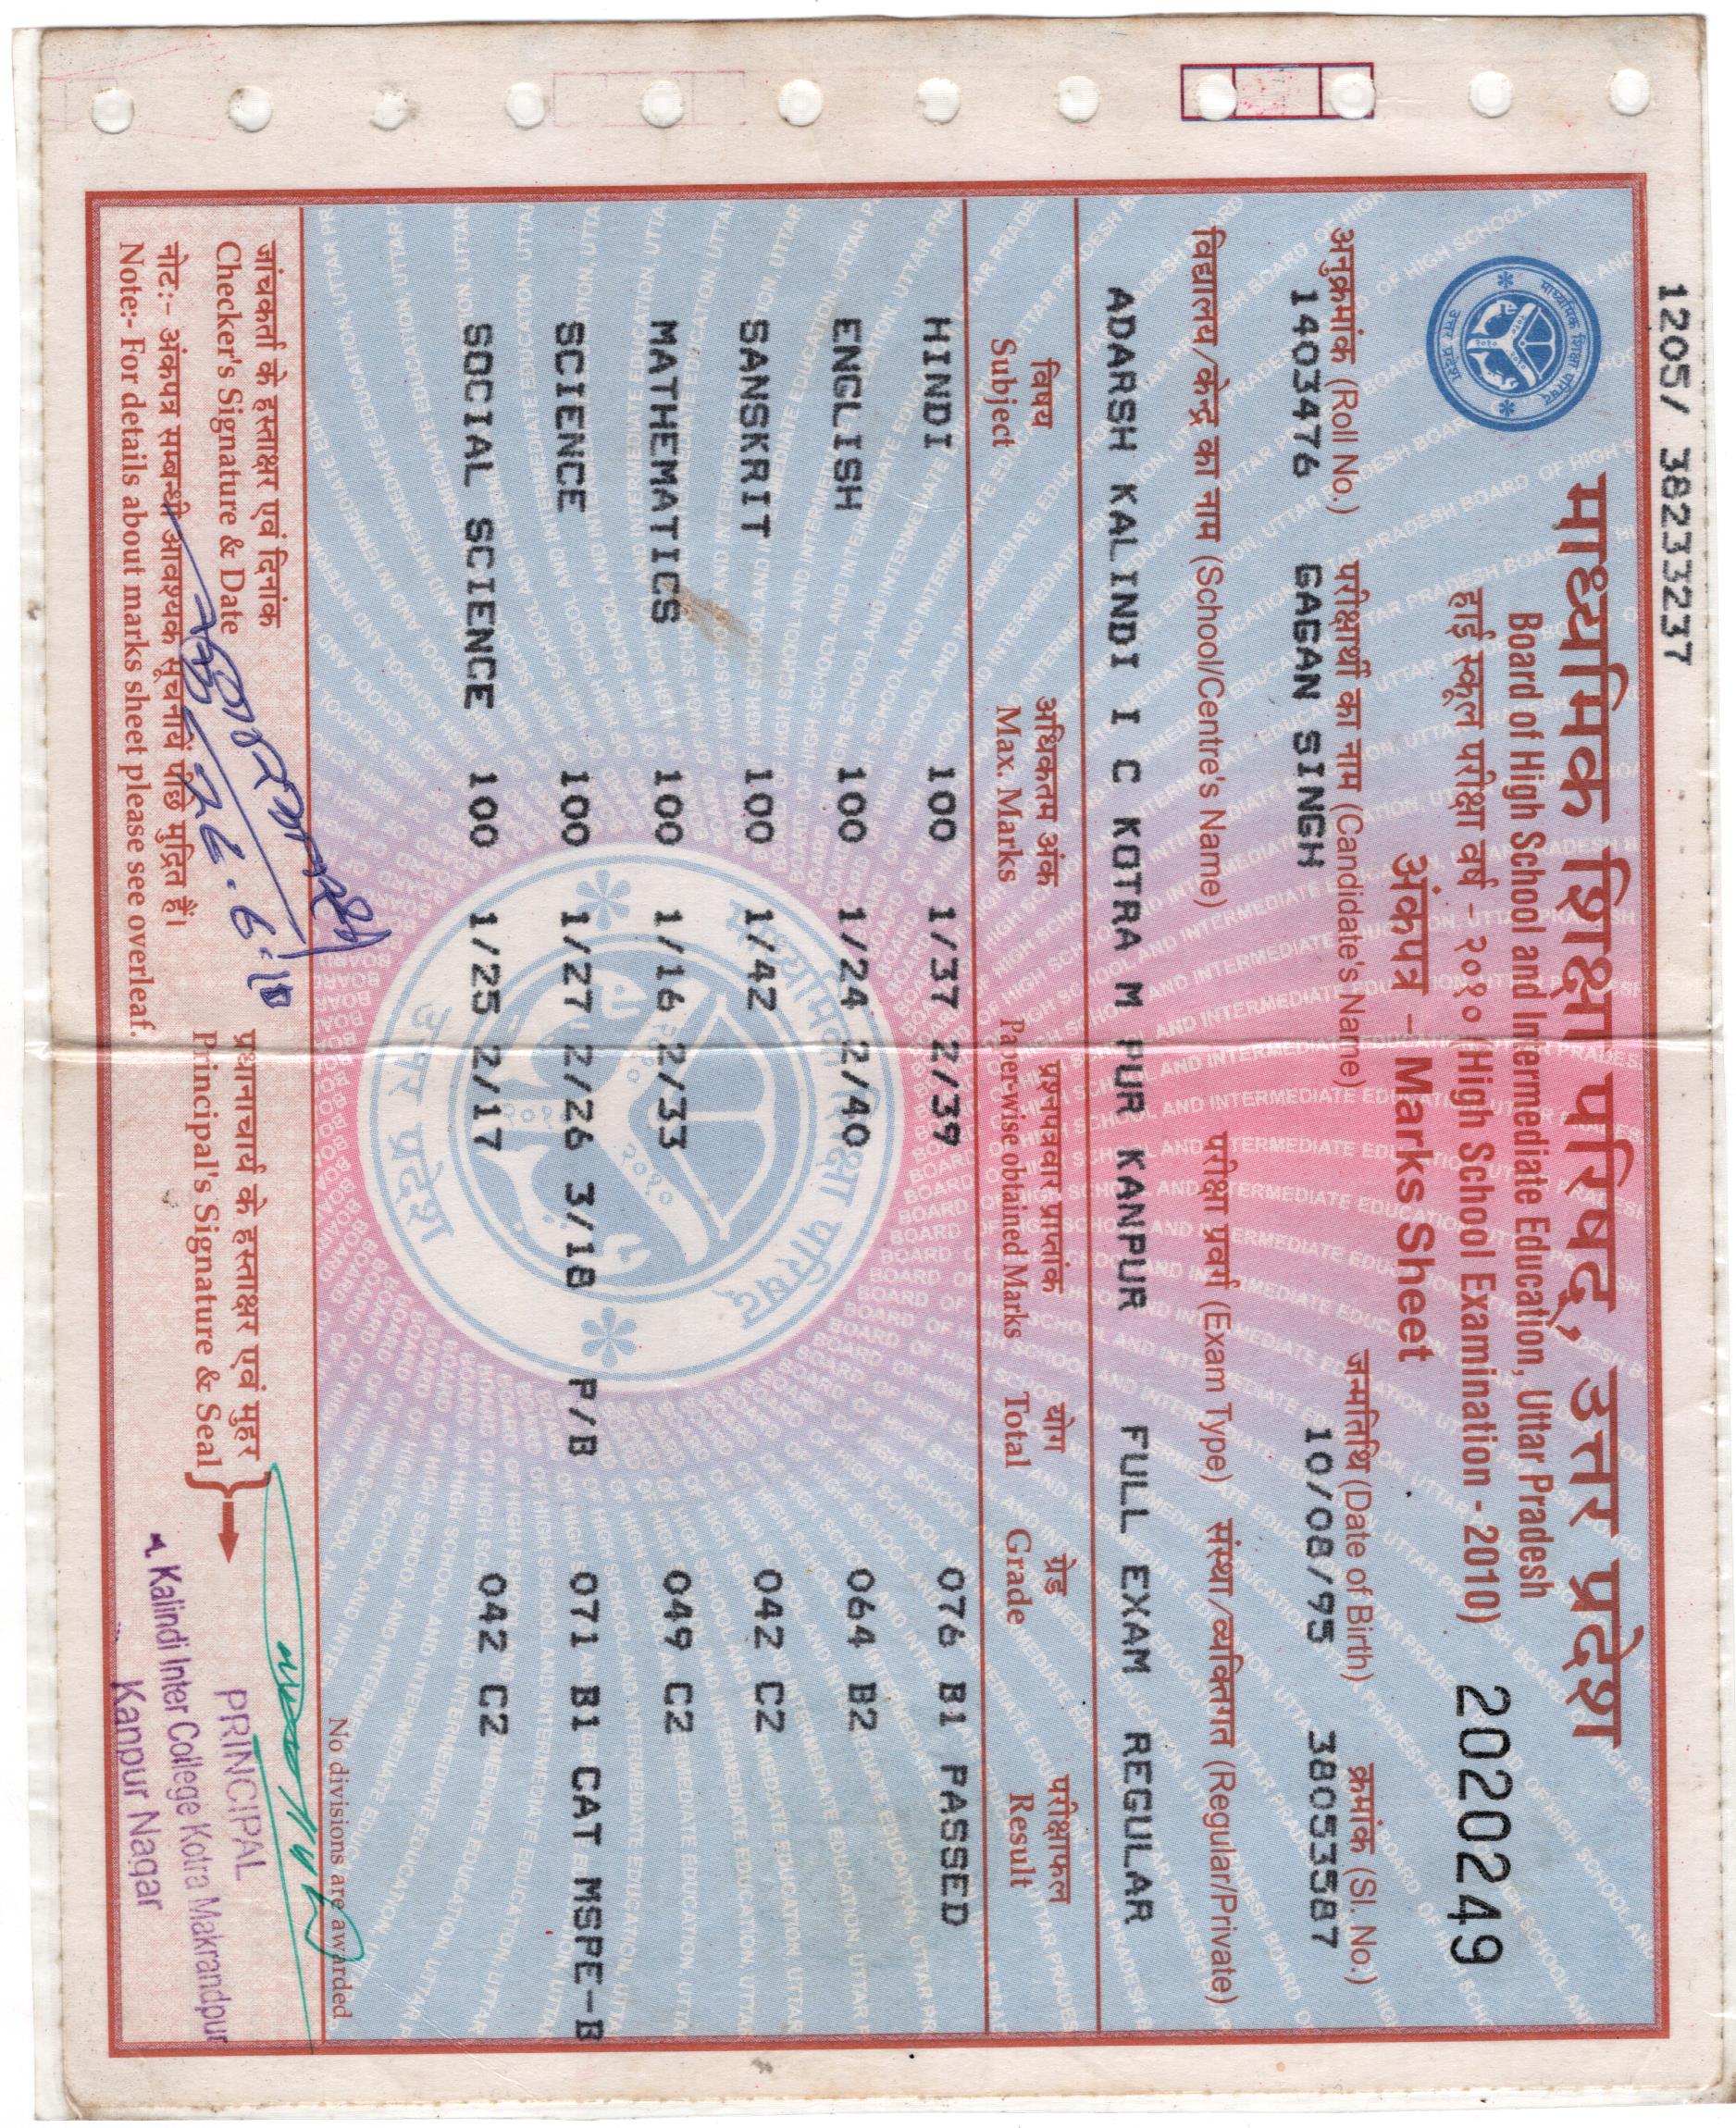 1205/ 38233237
माध्यमिक शिक्षा परिषद्, उत्तर प्रदेश
Board of High School and Intermediate Education, Uttar Pradesh
हाई स्कूल परीक्षा वर्ष - २०१० (High School Examination - 2010)
20220249
अंकपत्र - Marks Sheet
अनुक्रमांक (Roll No.) परीक्षार्थी का नाम (Candidate's Name) जन्मतिथि (Date of Birth) क्रमांक (Sl. No.)
1403476 GAGAN SINGH 10/08/95 38053587
विद्यालय/केन्द्र का नाम (School/Centre's Name) परीक्षा प्रवर्ग (Exam Type) संस्था/व्यक्तिगत (Regular/Private)
ADARSH KALINDI I C KOTRA M PUR KANPUR FULL EXAM REGULAR
विषय अधिकतम अंक प्रश्नपत्रवार प्राप्तांक योग ग्रेड परीक्षाफल
Subject Max. Marks Paper-wise obtained Marks Total Grade Result
HINDI 100 1/37 2/39 076 B1 PASSED
ENGLISH 100 1/24 2/40 064 B2
SANSKRIT 100 1/42 042 C2
MATHEMATICS 100 1/16 2/33 049 C2
SCIENCE 100 1/27 2/26 3/18 P/B 071 B1 CAT MSPE-B
SOCIAL SCIENCE 100 1/25 2/17 042 C2
No divisions are awarded
जांचकर्ता के हस्ताक्षर एवं दिनांक
Checker's Signature & Date
प्रधानाचार्य के हस्ताक्षर एवं मुहर
Principal's Signature & Seal
नोट:- अंकपत्र सम्बन्धी आवश्यक सूचनायें पीछे मुद्रित हैं।
Note:- For details about marks sheet please see overleaf.
PRINCIPAL
Kalindi Inter College Kotra Makrandpur
Kanpur Nagar